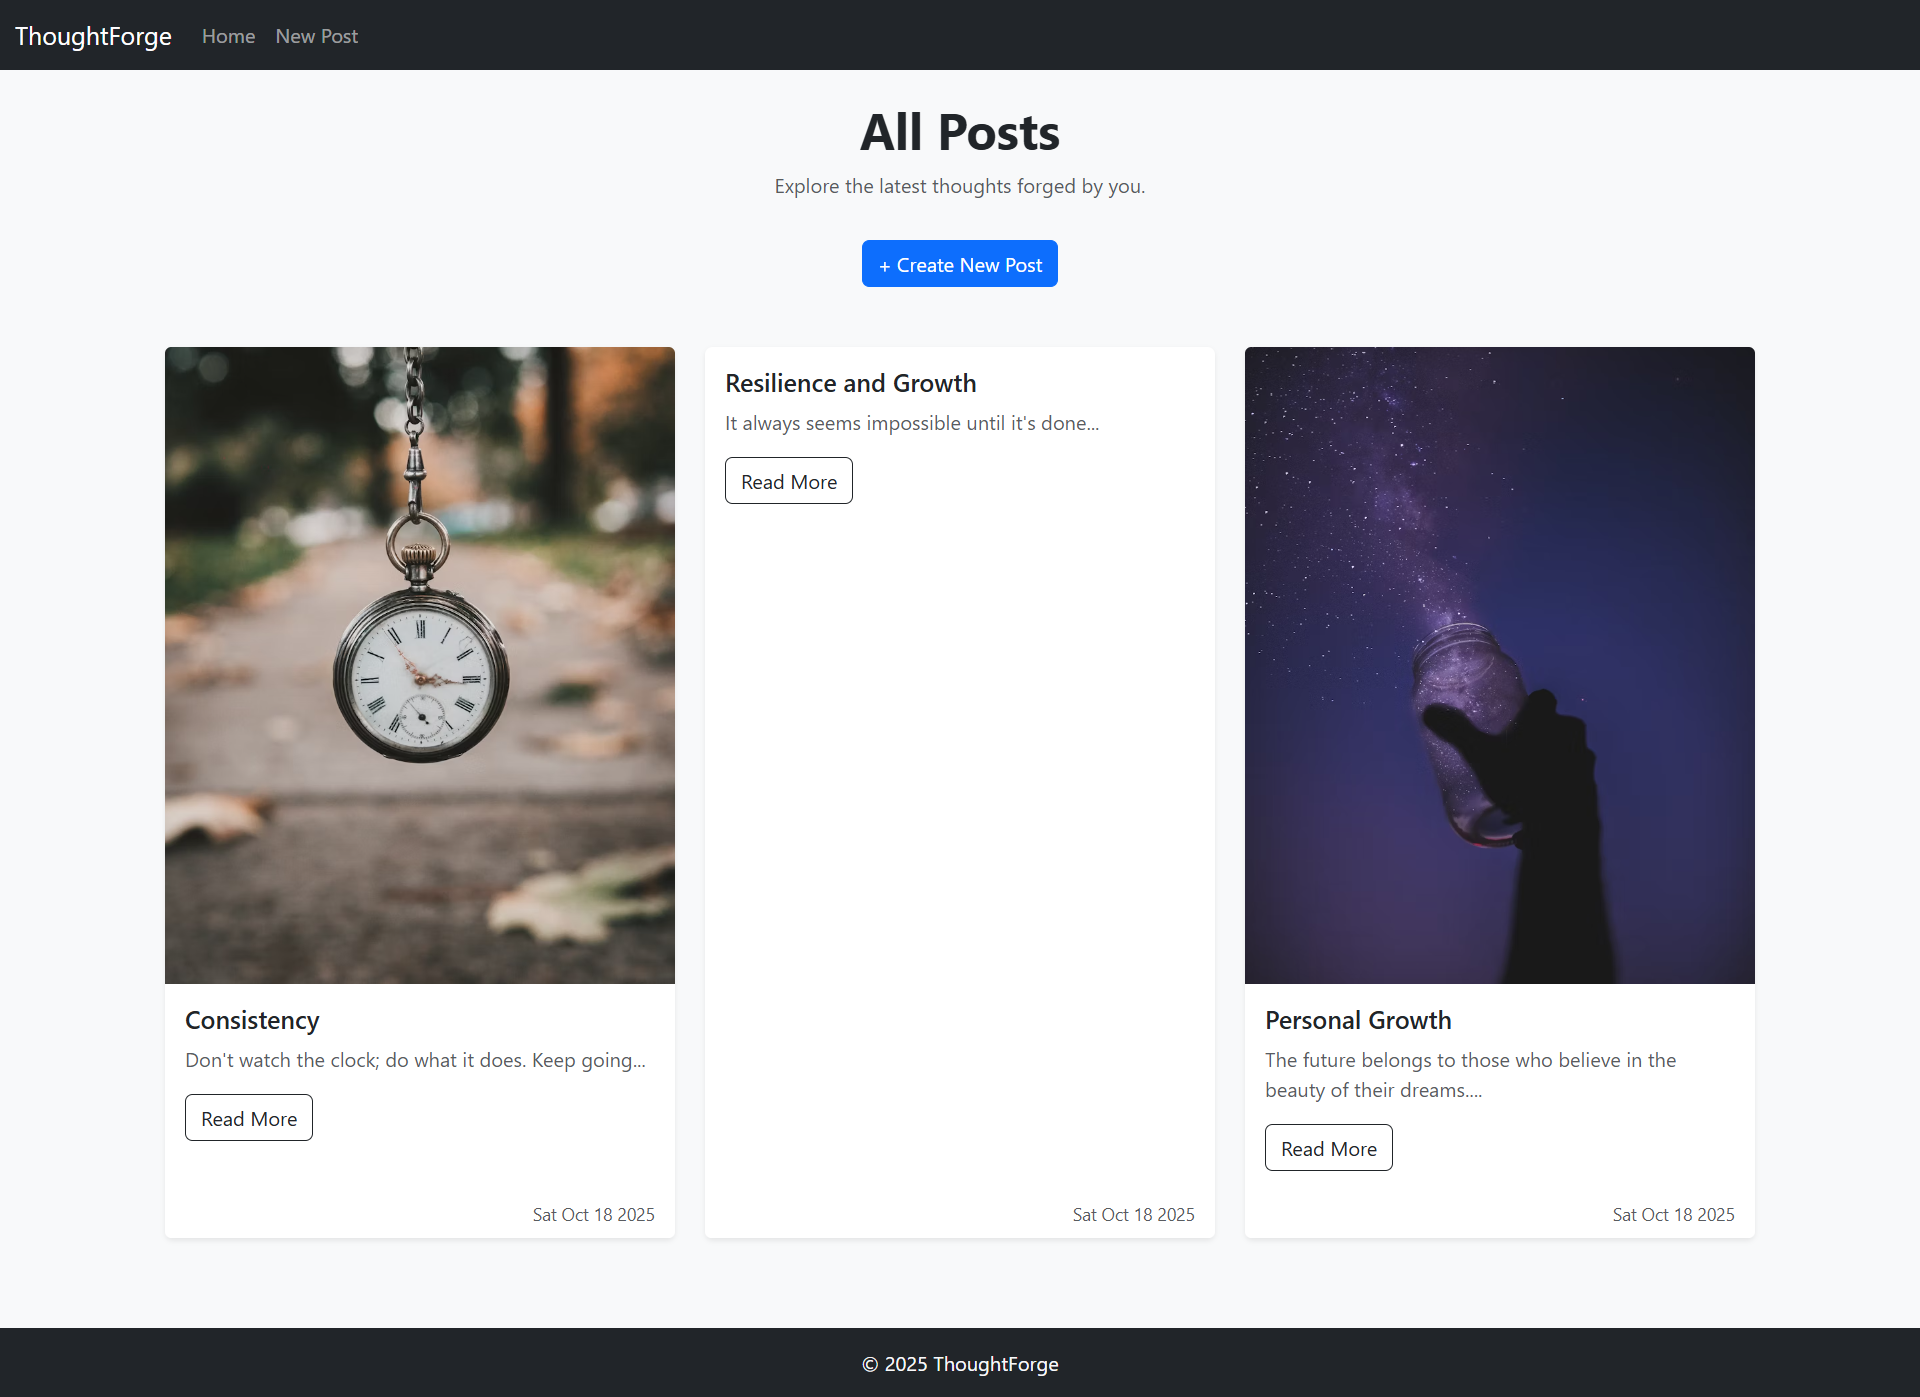 ThoughtForge Home New Post
All Posts
Explore the latest thoughts forged by you.
+ Create New Post
Consistency
Don't watch the clock; do what it does. Keep going...
Read More
Sat Oct 18 2025
Resilience and Growth
It always seems impossible until it's done...
Read More
Sat Oct 18 2025
Personal Growth
The future belongs to those who believe in the
beauty of their dreams....
Read More
Sat Oct 18 2025
© 2025 ThoughtForge